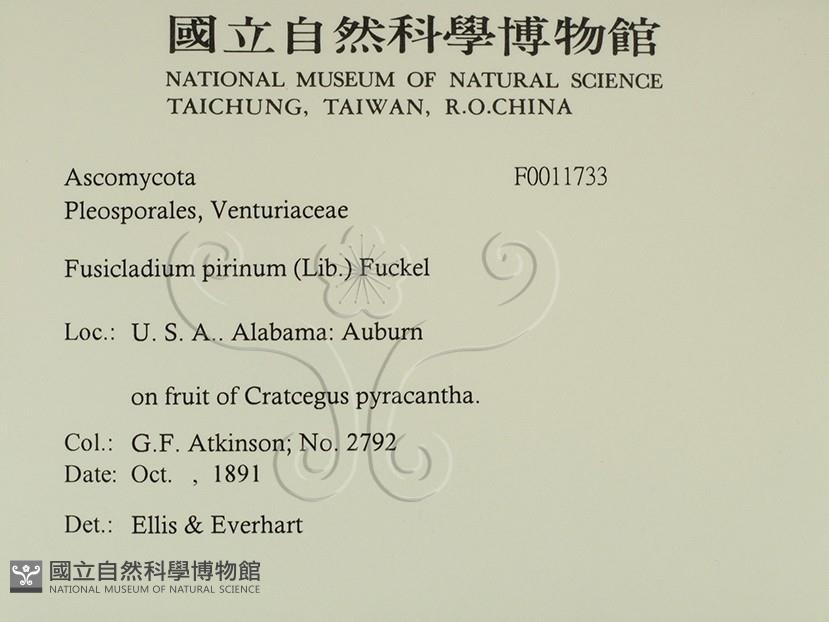 國立自然科學博物館
NATIONAL MUSEUM OF NATURAL SCIENCE
TAICHUNG, TAIWAN, R.O.CHINA
Ascomycota F0011733
Pleosporales, Venturiaceae
Fusicladium pirinum (Lib.) Fuckel
Loc.: U. S. A.. Alabama: Auburn
on fruit of Cratcegus pyracantha.
Col.: G.F. Atkinson; No. 2792
Date: Oct. , 1891
Det.: Ellis & Everhart
國立自然科學博物館
NATIONAL MUSEUM OF NATURAL SCIENCE